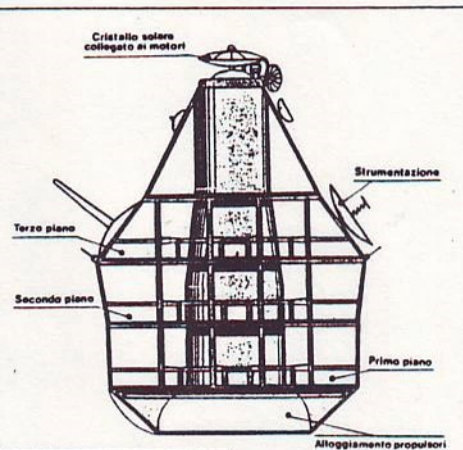 Cristallo solare
collegato ai motori
Strumentazione
Terzo piano
Secondo piano
Primo piano
Alloggiamento propulsori